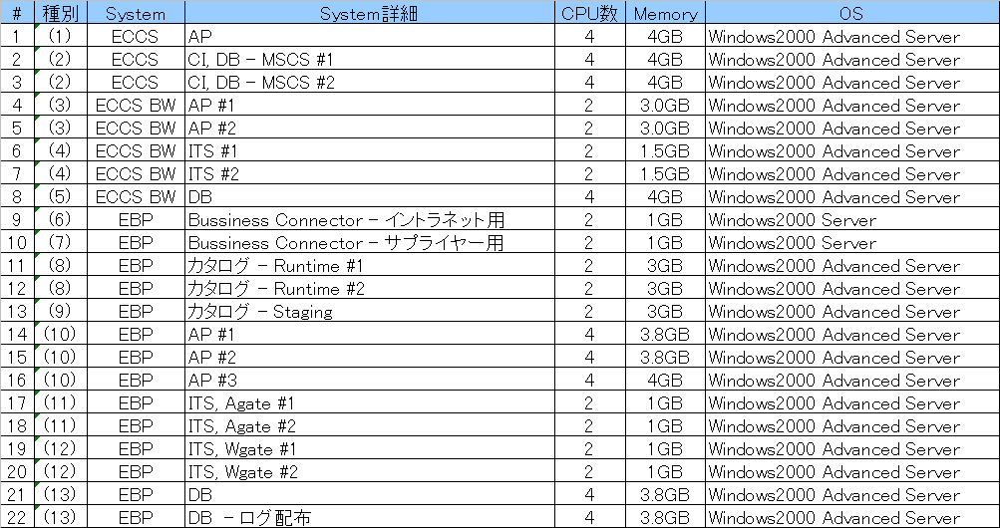 # 種別 System System詳細 CPU数 Memory OS
1 (1) ECCS AP 4 4GB Windows2000 Advanced Server
2 (2) ECCS CI, DB - MSCS #1 4 4GB Windows2000 Advanced Server
3 (2) ECCS CI, DB - MSCS #2 4 4GB Windows2000 Advanced Server
4 (3) ECCS BW AP #1 2 3.0GB Windows2000 Advanced Server
5 (3) ECCS BW AP #2 2 3.0GB Windows2000 Advanced Server
6 (4) ECCS BW ITS #1 2 1.5GB Windows2000 Advanced Server
7 (4) ECCS BW ITS #2 2 1.5GB Windows2000 Advanced Server
8 (5) ECCS BW DB 4 4GB Windows2000 Advanced Server
9 (6) EBP Bussiness Connector - イントラネット用 2 1GB Windows2000 Server
10 (7) EBP Bussiness Connector - サプライヤー用 2 1GB Windows2000 Server
11 (8) EBP カタログ - Runtime #1 2 3GB Windows2000 Advanced Server
12 (8) EBP カタログ - Runtime #2 2 3GB Windows2000 Advanced Server
13 (9) EBP カタログ - Staging 2 3GB Windows2000 Advanced Server
14 (10) EBP AP #1 4 3.8GB Windows2000 Advanced Server
15 (10) EBP AP #2 4 3.8GB Windows2000 Advanced Server
16 (10) EBP AP #3 4 4GB Windows2000 Advanced Server
17 (11) EBP ITS, Agate #1 2 1GB Windows2000 Advanced Server
18 (11) EBP ITS, Agate #2 2 1GB Windows2000 Advanced Server
19 (12) EBP ITS, Wgate #1 2 1GB Windows2000 Advanced Server
20 (12) EBP ITS, Wgate #2 2 1GB Windows2000 Advanced Server
21 (13) EBP DB 4 3.8GB Windows2000 Advanced Server
22 (13) EBP DB - ログ配布 4 3.8GB Windows2000 Advanced Server